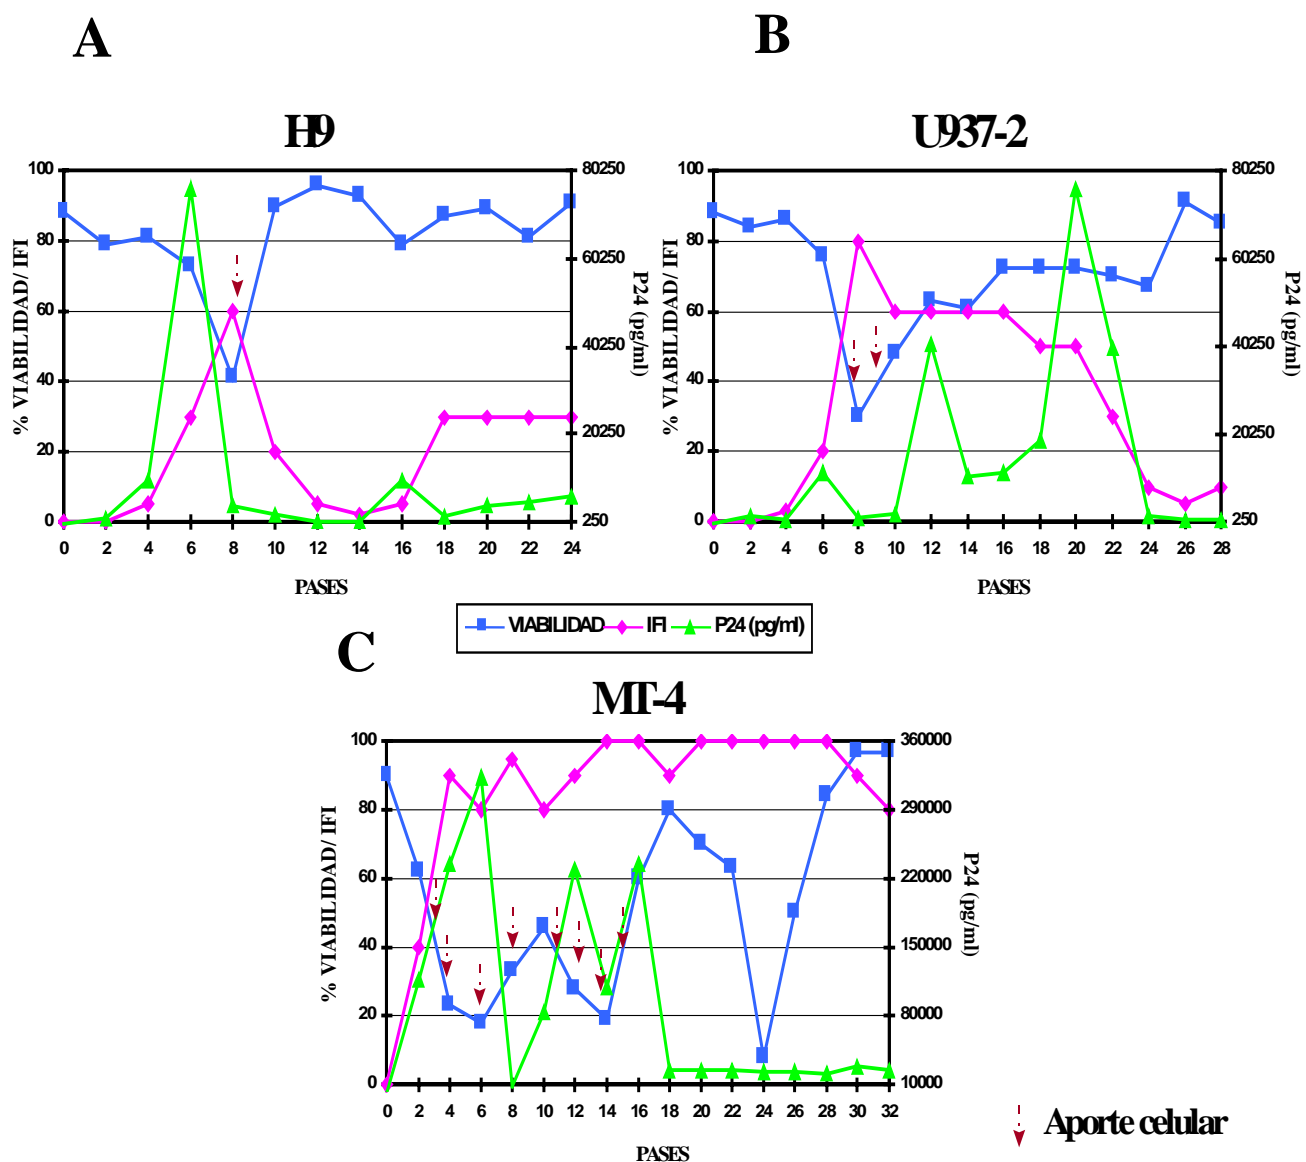 A
B
H9
U937-2
100
80
60
40
20
0
% VIABILIDAD/ IFI
80250
60250
40250
20250
250
P24 (pg/ml)
0 2 4 6 8 10 12 14 16 18 20 22 24
PASES
100
80
60
40
20
0
% VIABILIDAD/ IFI
80250
60250
40250
20250
250
P24 (pg/ml)
0 2 4 6 8 10 12 14 16 18 20 22 24 26 28
PASES
VIABILIDAD IFI P24 (pg/ml)
C
MT-4
100
80
60
40
20
0
% VIABILIDAD/ IFI
360000
290000
220000
150000
80000
10000
P24 (pg/ml)
0 2 4 6 8 10 12 14 16 18 20 22 24 26 28 30 32
PASES
Aporte celular